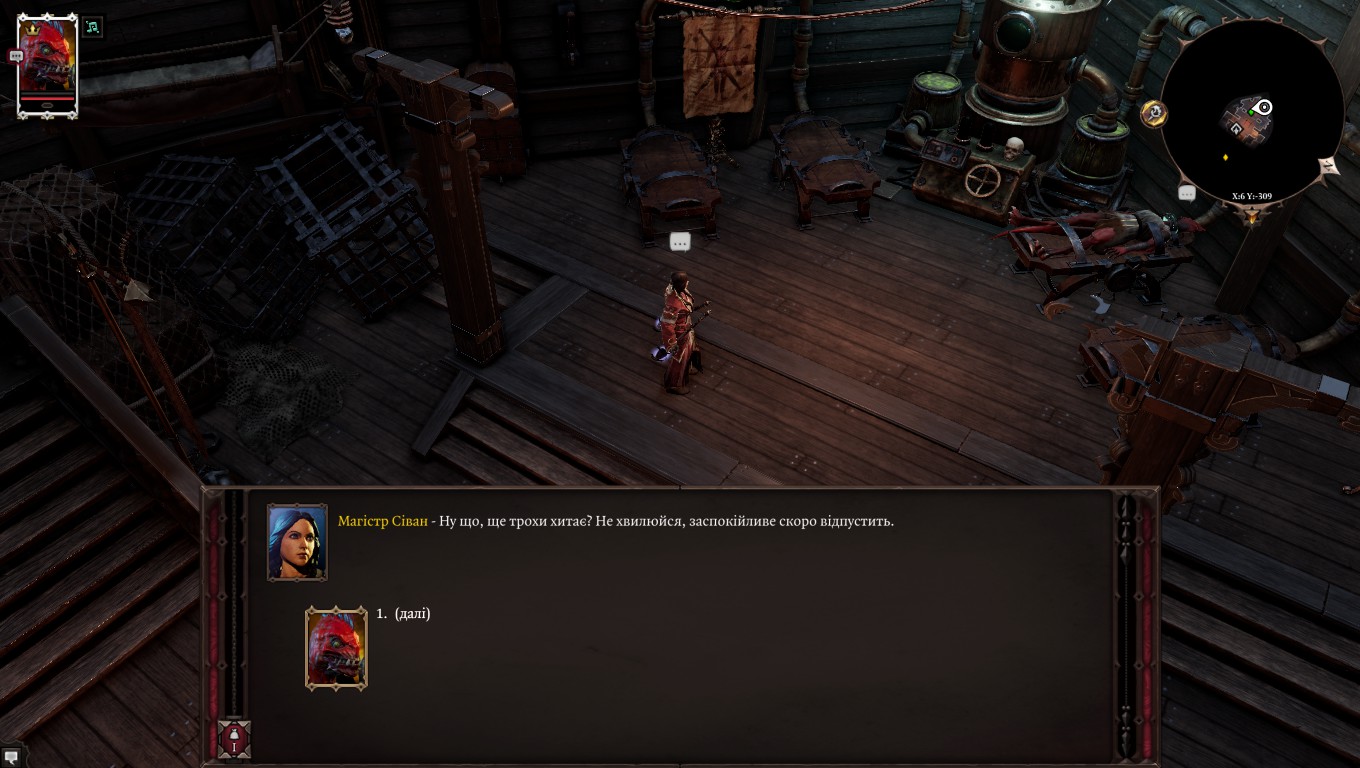 X:6 Y:-309
Магістр Сіван - Ну що, ще трохи хитає? Не хвилюйся, заспокійливе скоро відпустить.
1. (далі)
I